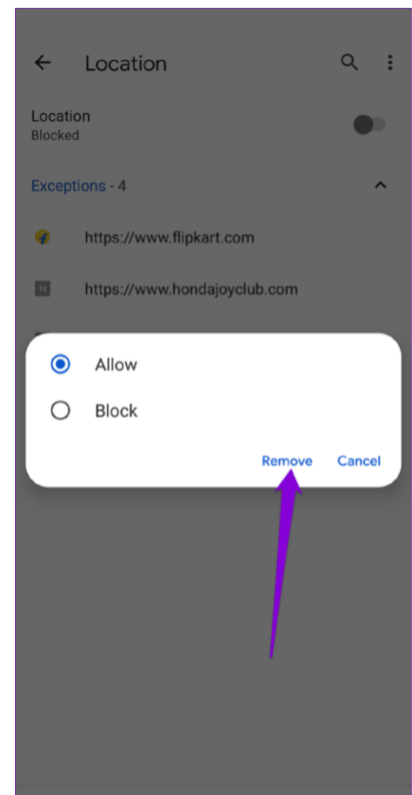 Location
Location
Blocked
Exceptions - 4
https://www.flipkart.com
H
https://www.hondajoyclub.com
Allow
Block
Remove Cancel